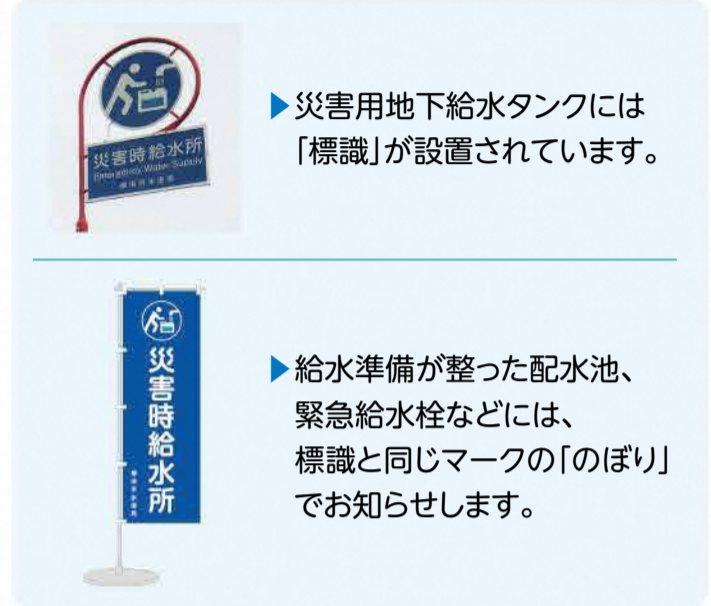 災害時給水所
Emergency Water Supply
▶災害用地下給水タンクには
「標識」が設置されています。
災害時給水所
▶給水準備が整った配水池、
緊急給水栓などには、
標識と同じマークの「のぼり」
でお知らせします。